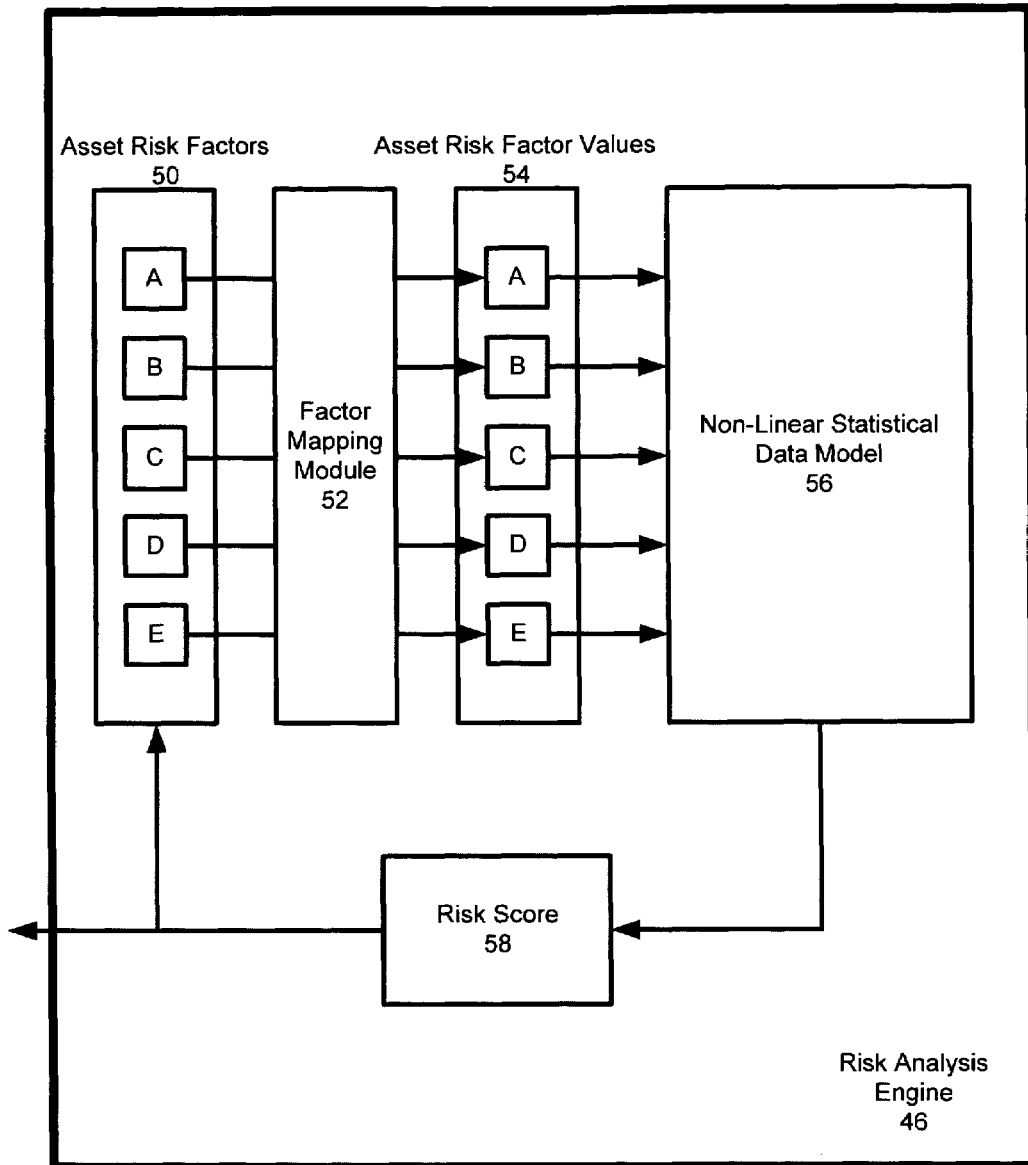 Asset Risk Factors
50
Asset Risk Factor Values
54
A
B
C
D
E
Factor
Mapping
Module
52
A
B
C
D
E
Non-Linear Statistical
Data Model
56
Risk Score
58
Risk Analysis
Engine
46